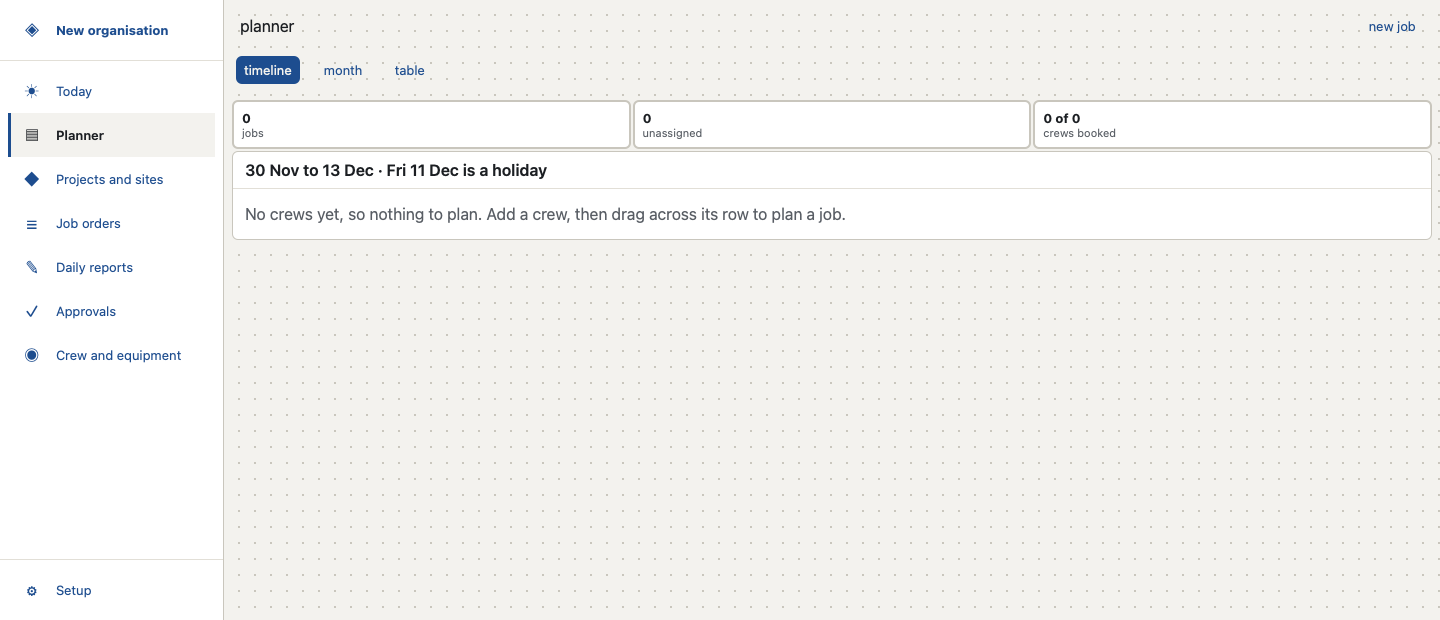 New organisation
Today
Planner
Projects and sites
Job orders
Daily reports
Approvals
Crew and equipment
Setup
planner
new job
timeline
month
table
0
jobs
0
unassigned
0 of 0
crews booked
30 Nov to 13 Dec · Fri 11 Dec is a holiday
No crews yet, so nothing to plan. Add a crew, then drag across its row to plan a job.